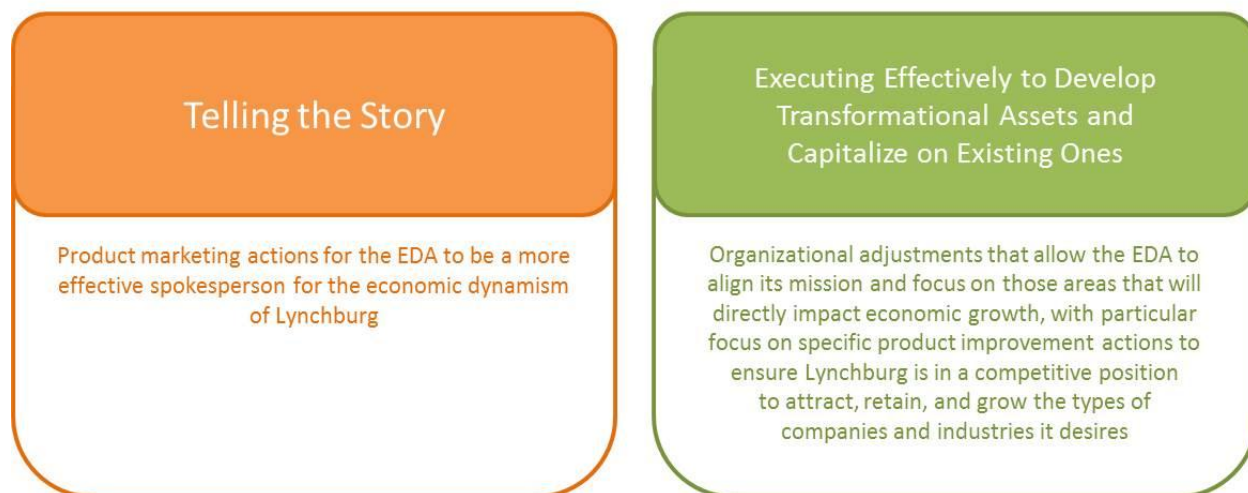 Telling the Story
Product marketing actions for the EDA to be a more
effective spokesperson for the economic dynamism
of Lynchburg
Executing Effectively to Develop
Transformational Assets and
Capitalize on Existing Ones
Organizational adjustments that allow the EDA to
align its mission and focus on those areas that will
directly impact economic growth, with particular
focus on specific product improvement actions to
ensure Lynchburg is in a competitive position
to attract, retain, and grow the types of
companies and industries it desires